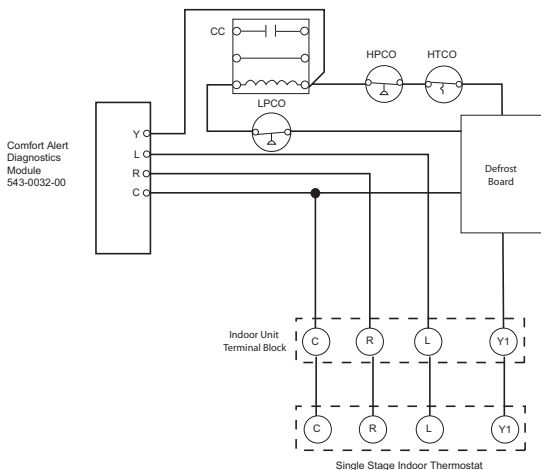 CC
HPCO
HTCO
LPCO
Comfort Alert
Diagnostics
Module
543-0032-00
Y
L
R
C
Defrost
Board
Indoor Unit
Terminal Block
C
R
L
Y1
C
R
L
Y1
Single Stage Indoor Thermostat